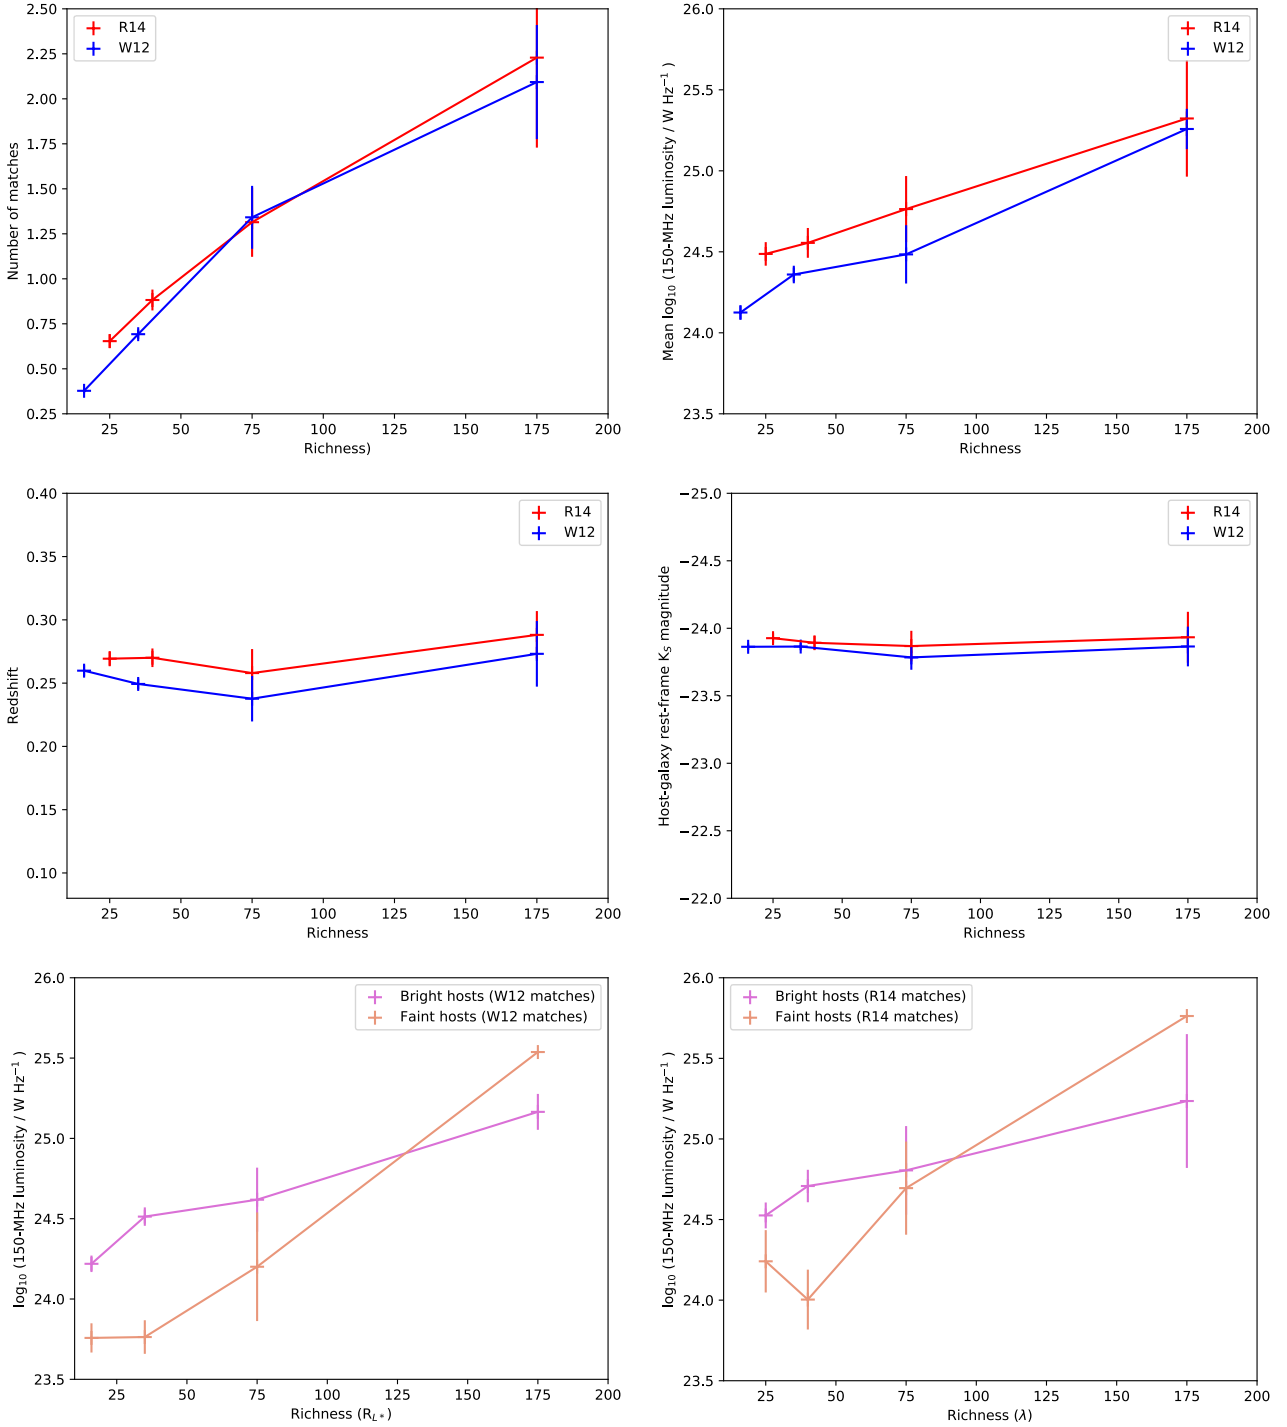 2.50
2.25
2.00
1.75
1.50
1.25
1.00
0.75
0.50
0.25
Number of matches
R14
W12
25 50 75 100 125 150 175 200
Richness)
26.0
25.5
25.0
24.5
24.0
23.5
Mean log₁₀ (150-MHz luminosity / W Hz⁻¹ )
R14
W12
25 50 75 100 125 150 175 200
Richness
0.40
0.35
0.30
0.25
0.20
0.15
0.10
Redshift
R14
W12
25 50 75 100 125 150 175 200
Richness
−25.0
−24.5
−24.0
−23.5
−23.0
−22.5
−22.0
Host-galaxy rest-frame K_S magnitude
R14
W12
25 50 75 100 125 150 175 200
Richness
26.0
25.5
25.0
24.5
24.0
23.5
log₁₀ (150-MHz luminosity / W Hz⁻¹ )
Bright hosts (W12 matches)
Faint hosts (W12 matches)
25 50 75 100 125 150 175 200
Richness (R_{L*})
26.0
25.5
25.0
24.5
24.0
23.5
log₁₀ (150-MHz luminosity / W Hz⁻¹ )
Bright hosts (R14 matches)
Faint hosts (R14 matches)
25 50 75 100 125 150 175 200
Richness (λ)